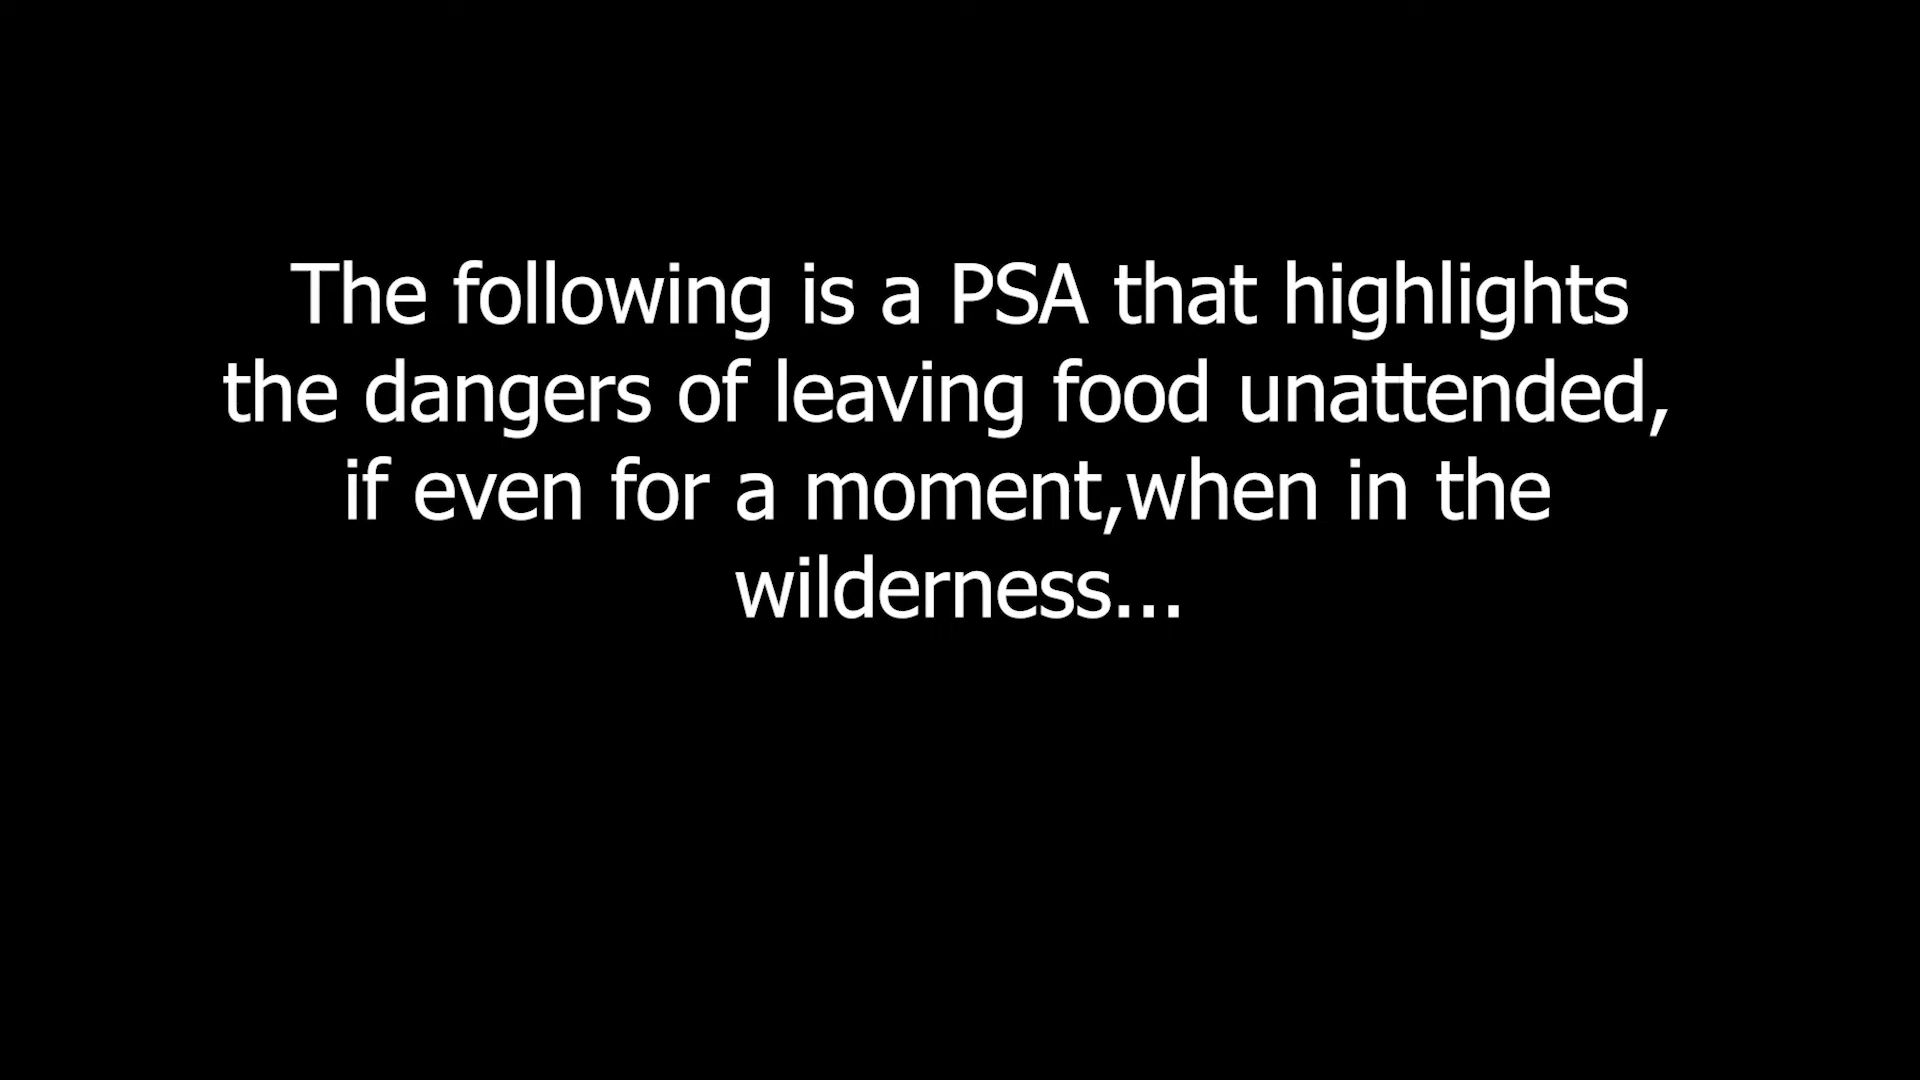 The following is a PSA that highlights
the dangers of leaving food unattended,
if even for a moment,when in the
wilderness...